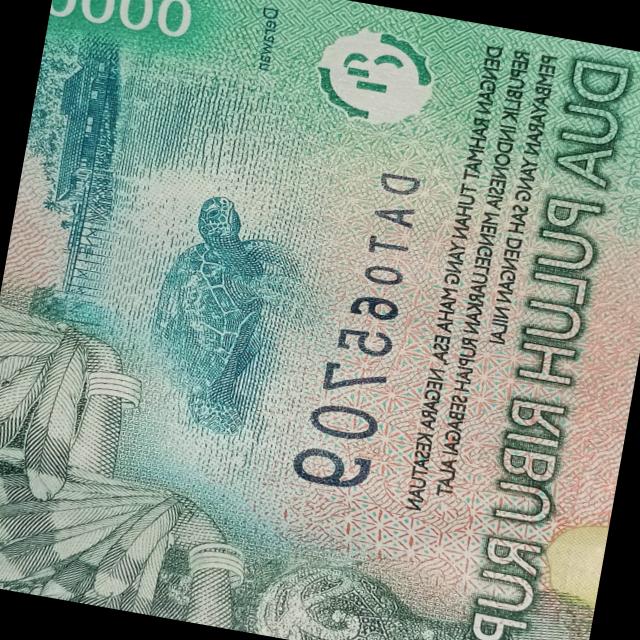 0000
Derawan
DAT065709
DENGAN RAHMAT TUHAN YANG MAHA ESA NEGARA KESATUAN
REPUBLIK INDONESIA MENGELUARKAN RUPIAH SEBAGAI ALAT
PEMBAYARAN YANG SAH DENGAN NILAI
DUA PULUH RIBU RUP